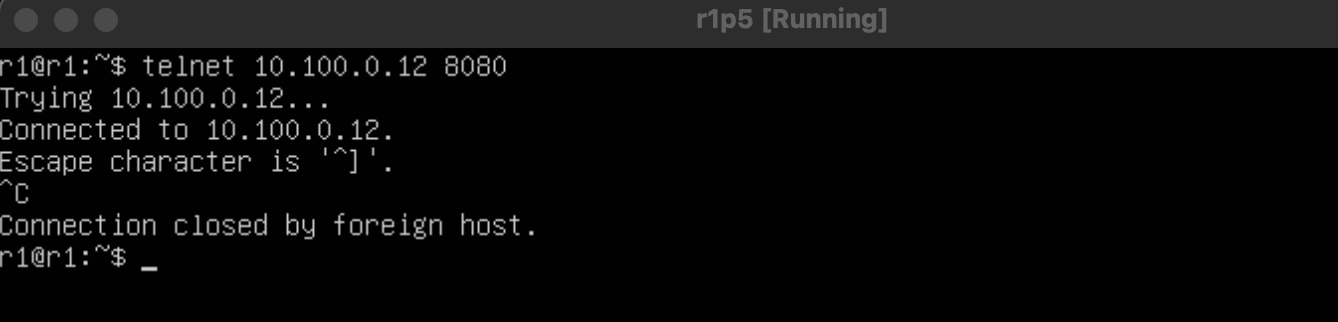 r1p5 [Running]
r1@r1:~$ telnet 10.100.0.12 8080
Trying 10.100.0.12...
Connected to 10.100.0.12.
Escape character is '^]'.
^C
Connection closed by foreign host.
r1@r1:~$ _